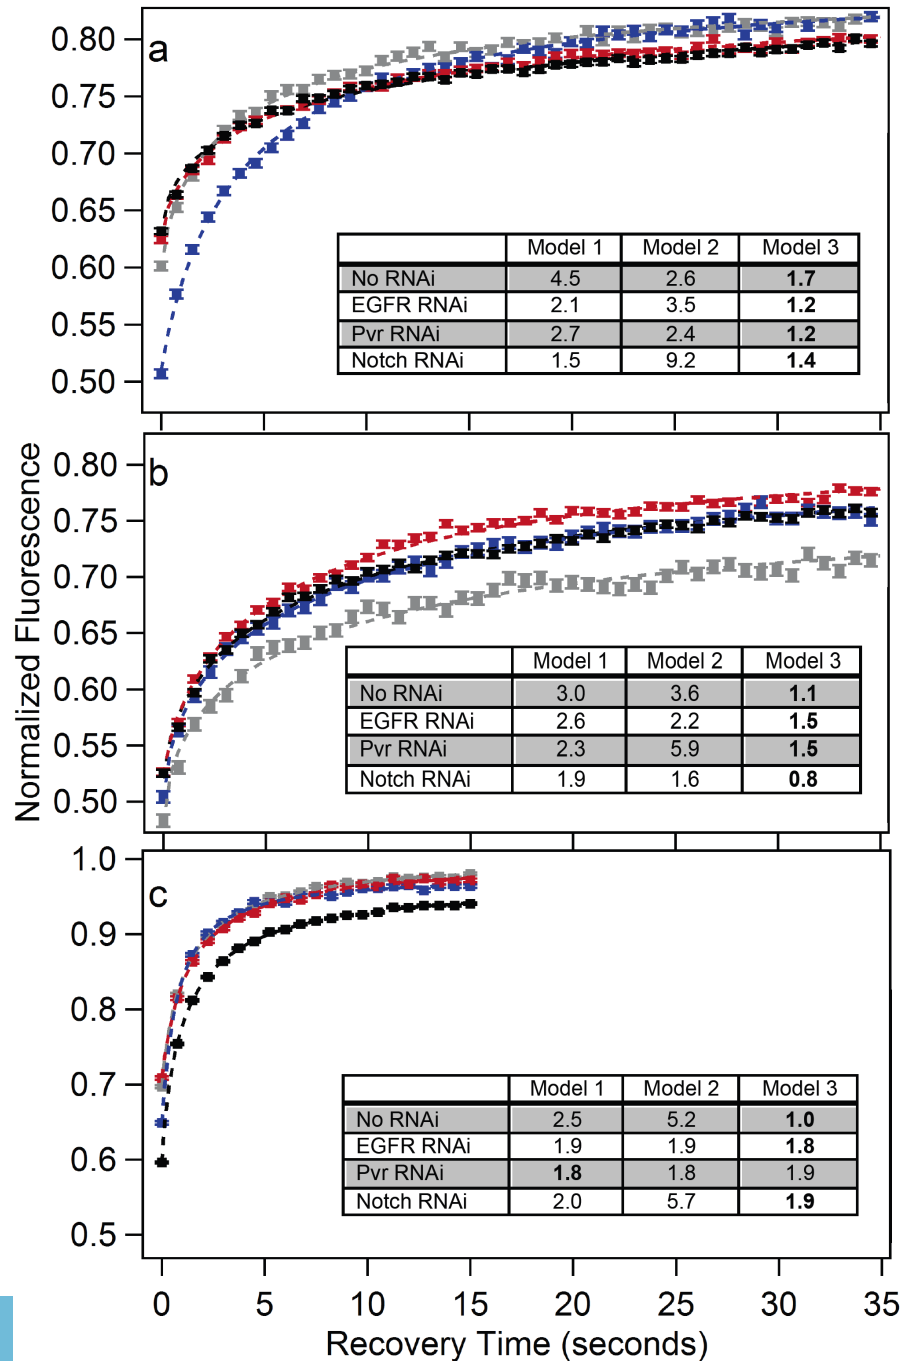 a
0.80
0.75
0.70
0.65
0.60
0.55
0.50
Model 1 Model 2 Model 3
No RNAi 4.5 2.6 1.7
EGFR RNAi 2.1 3.5 1.2
Pvr RNAi 2.7 2.4 1.2
Notch RNAi 1.5 9.2 1.4
Normalized Fluorescence
b
0.80
0.75
0.70
0.65
0.60
0.55
0.50
Model 1 Model 2 Model 3
No RNAi 3.0 3.6 1.1
EGFR RNAi 2.6 2.2 1.5
Pvr RNAi 2.3 5.9 1.5
Notch RNAi 1.9 1.6 0.8
c
1.0
0.9
0.8
0.7
0.6
0.5
Model 1 Model 2 Model 3
No RNAi 2.5 5.2 1.0
EGFR RNAi 1.9 1.9 1.8
Pvr RNAi 1.8 1.8 1.9
Notch RNAi 2.0 5.7 1.9
0 5 10 15 20 25 30 35
Recovery Time (seconds)